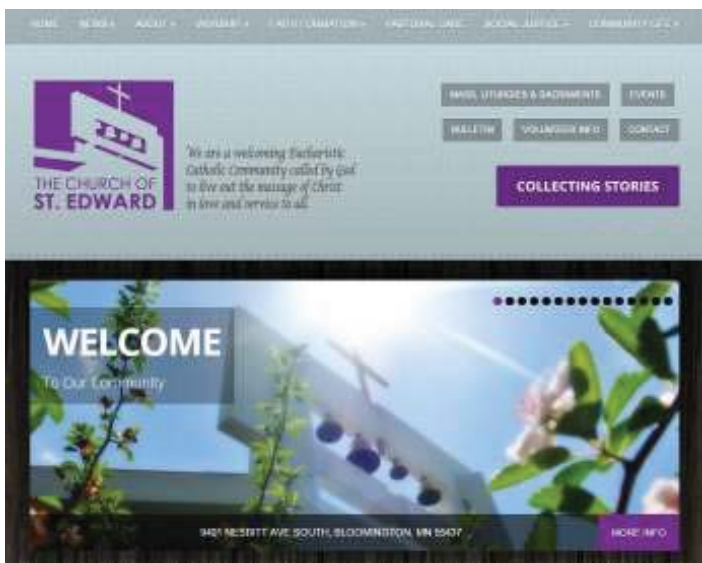 HOME NEWS ABOUT WORSHIP FAITH FORMATION PASTORAL CARE SOCIAL JUSTICE COMMUNITY LIFE
MASS, LITURGIES & SACRAMENTS EVENTS
BULLETIN VOLUNTEER INFO CONTACT
We are a welcoming Eucharistic
Catholic Community called by God
to live out the message of Christ
in love and service to all.
THE CHURCH OF
ST. EDWARD
COLLECTING STORIES
WELCOME
To Our Community
9401 NESBITT AVE SOUTH, BLOOMINGTON, MN 55437
MORE INFO